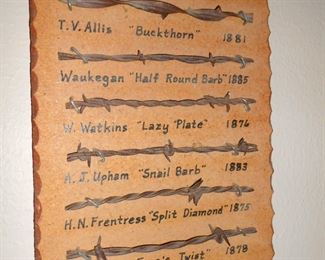 T.V. Allis "Buckthorn" 1881
Waukegan "Half Round Barb" 1885
W. Watkins "Lazy Plate" 1876
A.J. Upham "Snail Barb" 1883
H.N. Frentress "Split Diamond" 1875
Twist" 1878